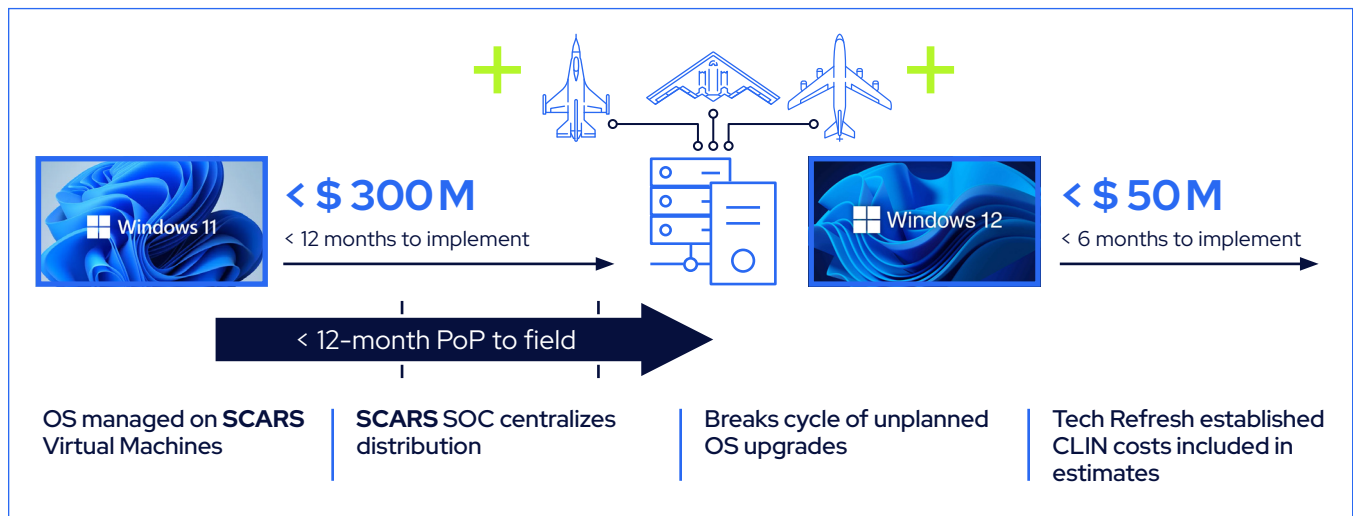 Windows 11
< $ 300 M
< 12 months to implement
Windows 12
< $ 50 M
< 6 months to implement
< 12-month PoP to field
OS managed on SCARS
Virtual Machines
SCARS SOC centralizes
distribution
Breaks cycle of unplanned
OS upgrades
Tech Refresh established
CLIN costs included in
estimates